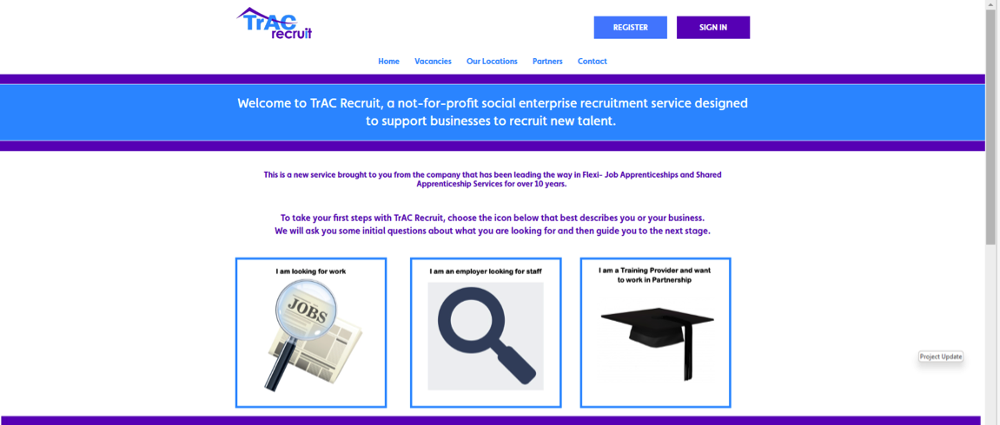 TrAC
recruit
REGISTER
SIGN IN
Home
Vacancies
Our Locations
Partners
Contact
Welcome to TrAC Recruit, a not-for-profit social enterprise recruitment service designed
to support businesses to recruit new talent.
This is a new service brought to you from the company that has been leading the way in Flexi- Job Apprenticeships and Shared
Apprenticeship Services for over 10 years.
To take your first steps with TrAC Recruit, choose the icon below that best describes you or your business.
We will ask you some initial questions about what you are looking for and then guide you to the next stage.
I am looking for work
JOBS
I am an employer looking for staff
I am a Training Provider and want
to work in Partnership
Project Update